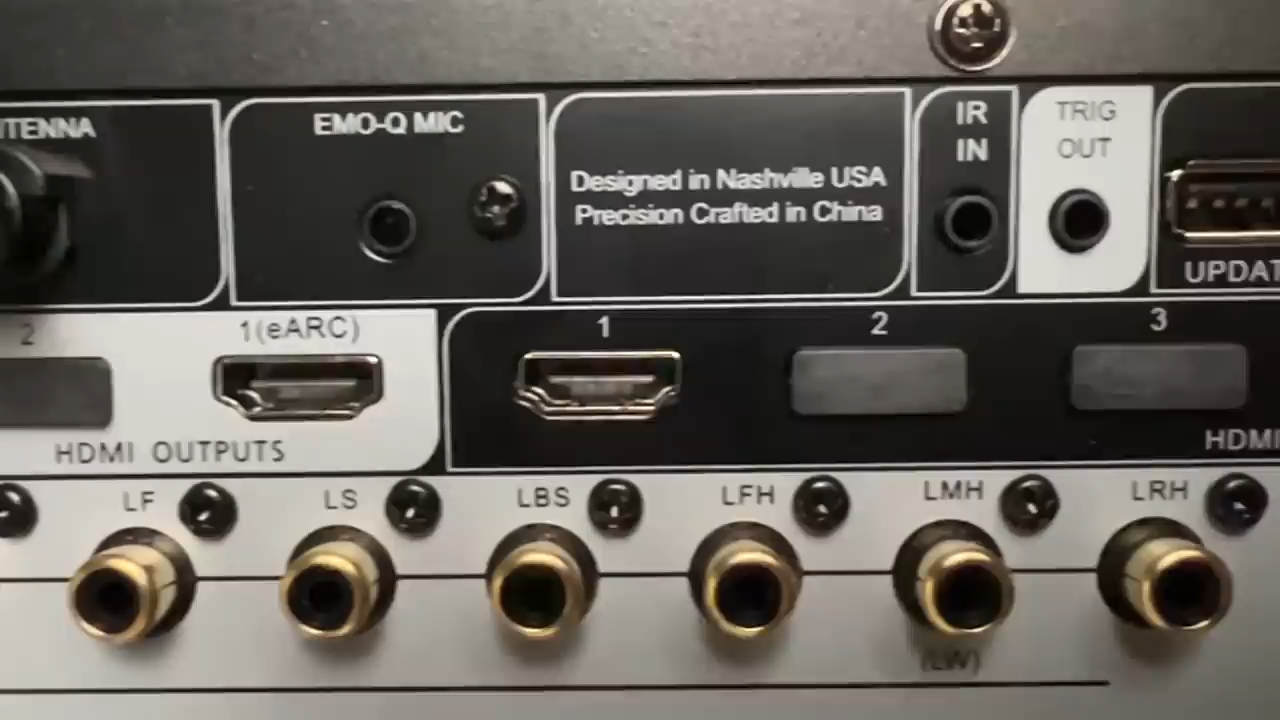 TENNA
EMO-Q MIC
Designed in Nashville USA
Precision Crafted in China
IR
IN
TRIG
OUT
UPDAT
2
1(eARC)
HDMI OUTPUTS
1
2
3
HDMI
LF
LS
LBS
LFH
LMH
LRH
(LW)